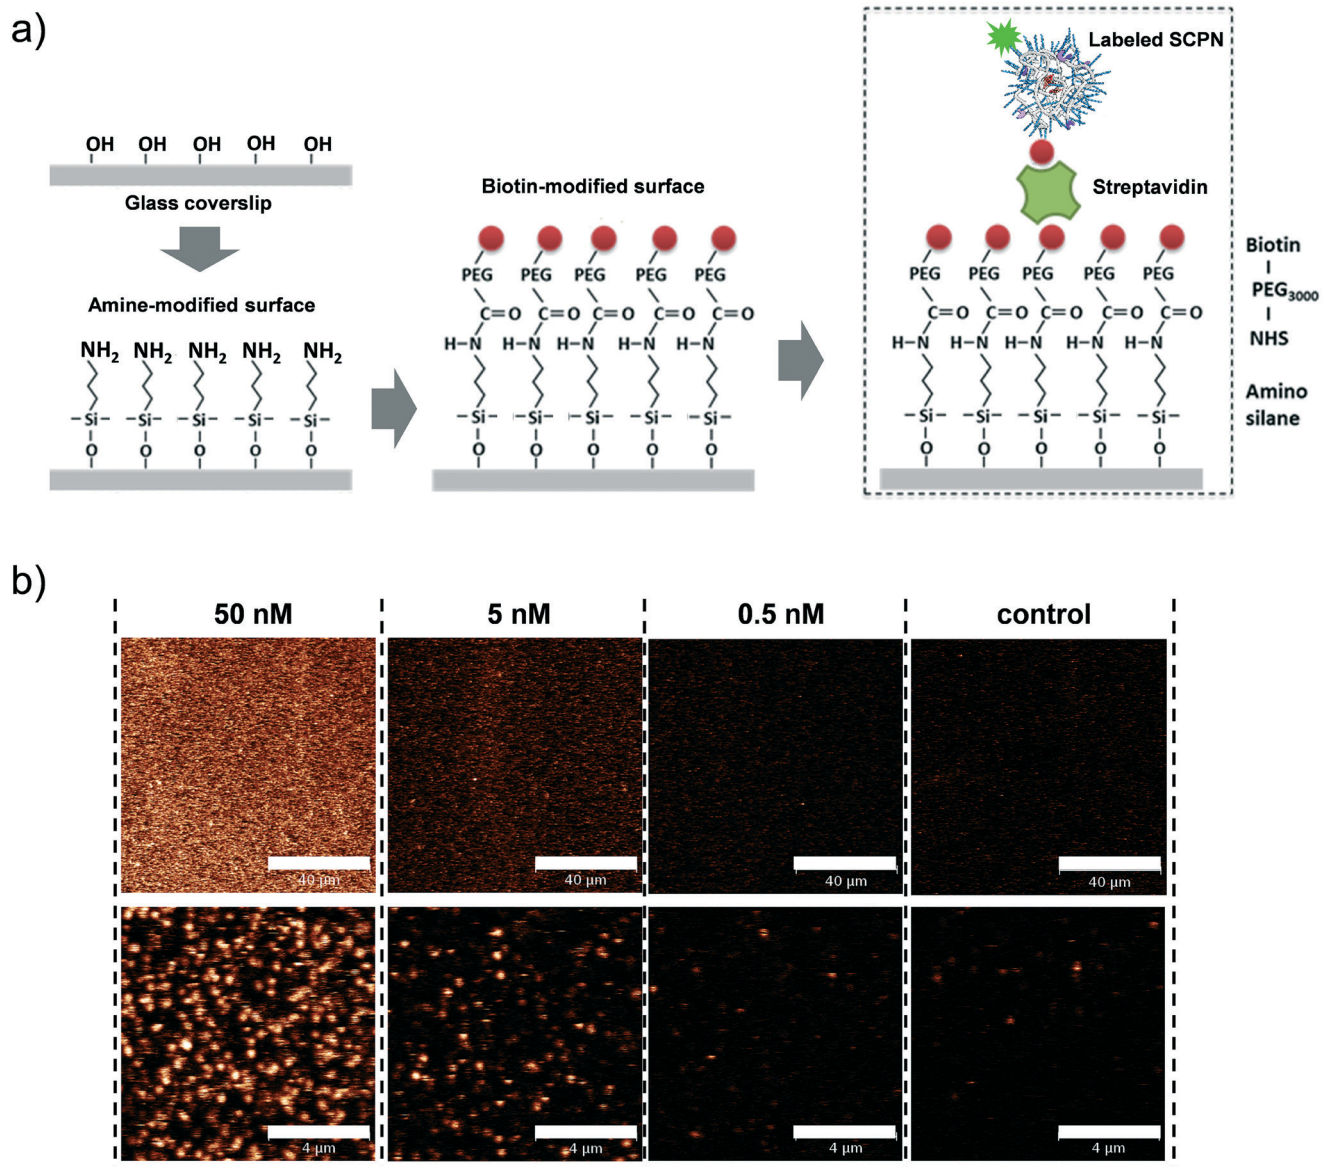 a)
OH OH OH OH OH
Glass coverslip
Amine-modified surface
NH2 NH2 NH2 NH2 NH2
Si Si Si Si Si
O O O O O
Biotin-modified surface
PEG PEG PEG PEG PEG
C=O C=O C=O C=O C=O
H-N H-N H-N H-N H-N
Si Si Si Si Si
O O O O O
Labeled SCPN
Streptavidin
PEG PEG PEG PEG PEG
C=O C=O C=O C=O C=O
H-N H-N H-N H-N H-N
Si Si Si Si Si
O O O O O
Biotin
PEG3000
NHS
Amino
silane
b)
50 nM 5 nM 0.5 nM control
40 µm 40 µm 40 µm 40 µm
4 µm 4 µm 4 µm 4 µm